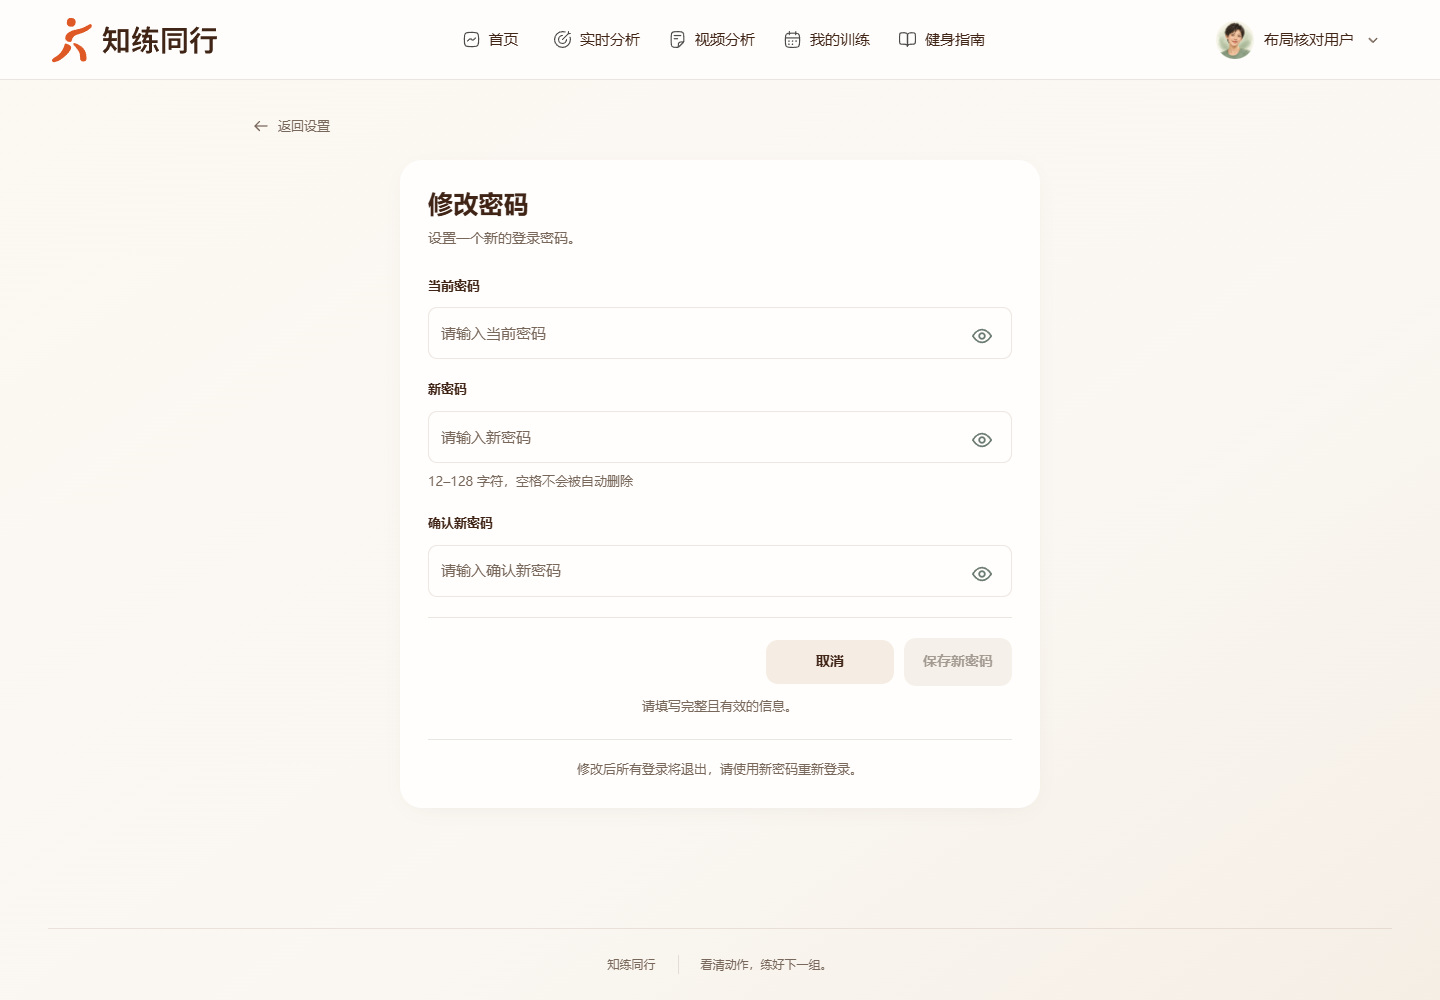 知练同行
首页
实时分析
视频分析
我的训练
健身指南
布局核对用户
返回设置
修改密码
设置一个新的登录密码。
当前密码
请输入当前密码
新密码
请输入新密码
12–128 字符，空格不会被自动删除
确认新密码
请输入确认新密码
取消
保存新密码
请填写完整且有效的信息。
修改后所有登录将退出，请使用新密码重新登录。
知练同行
看清动作，练好下一组。